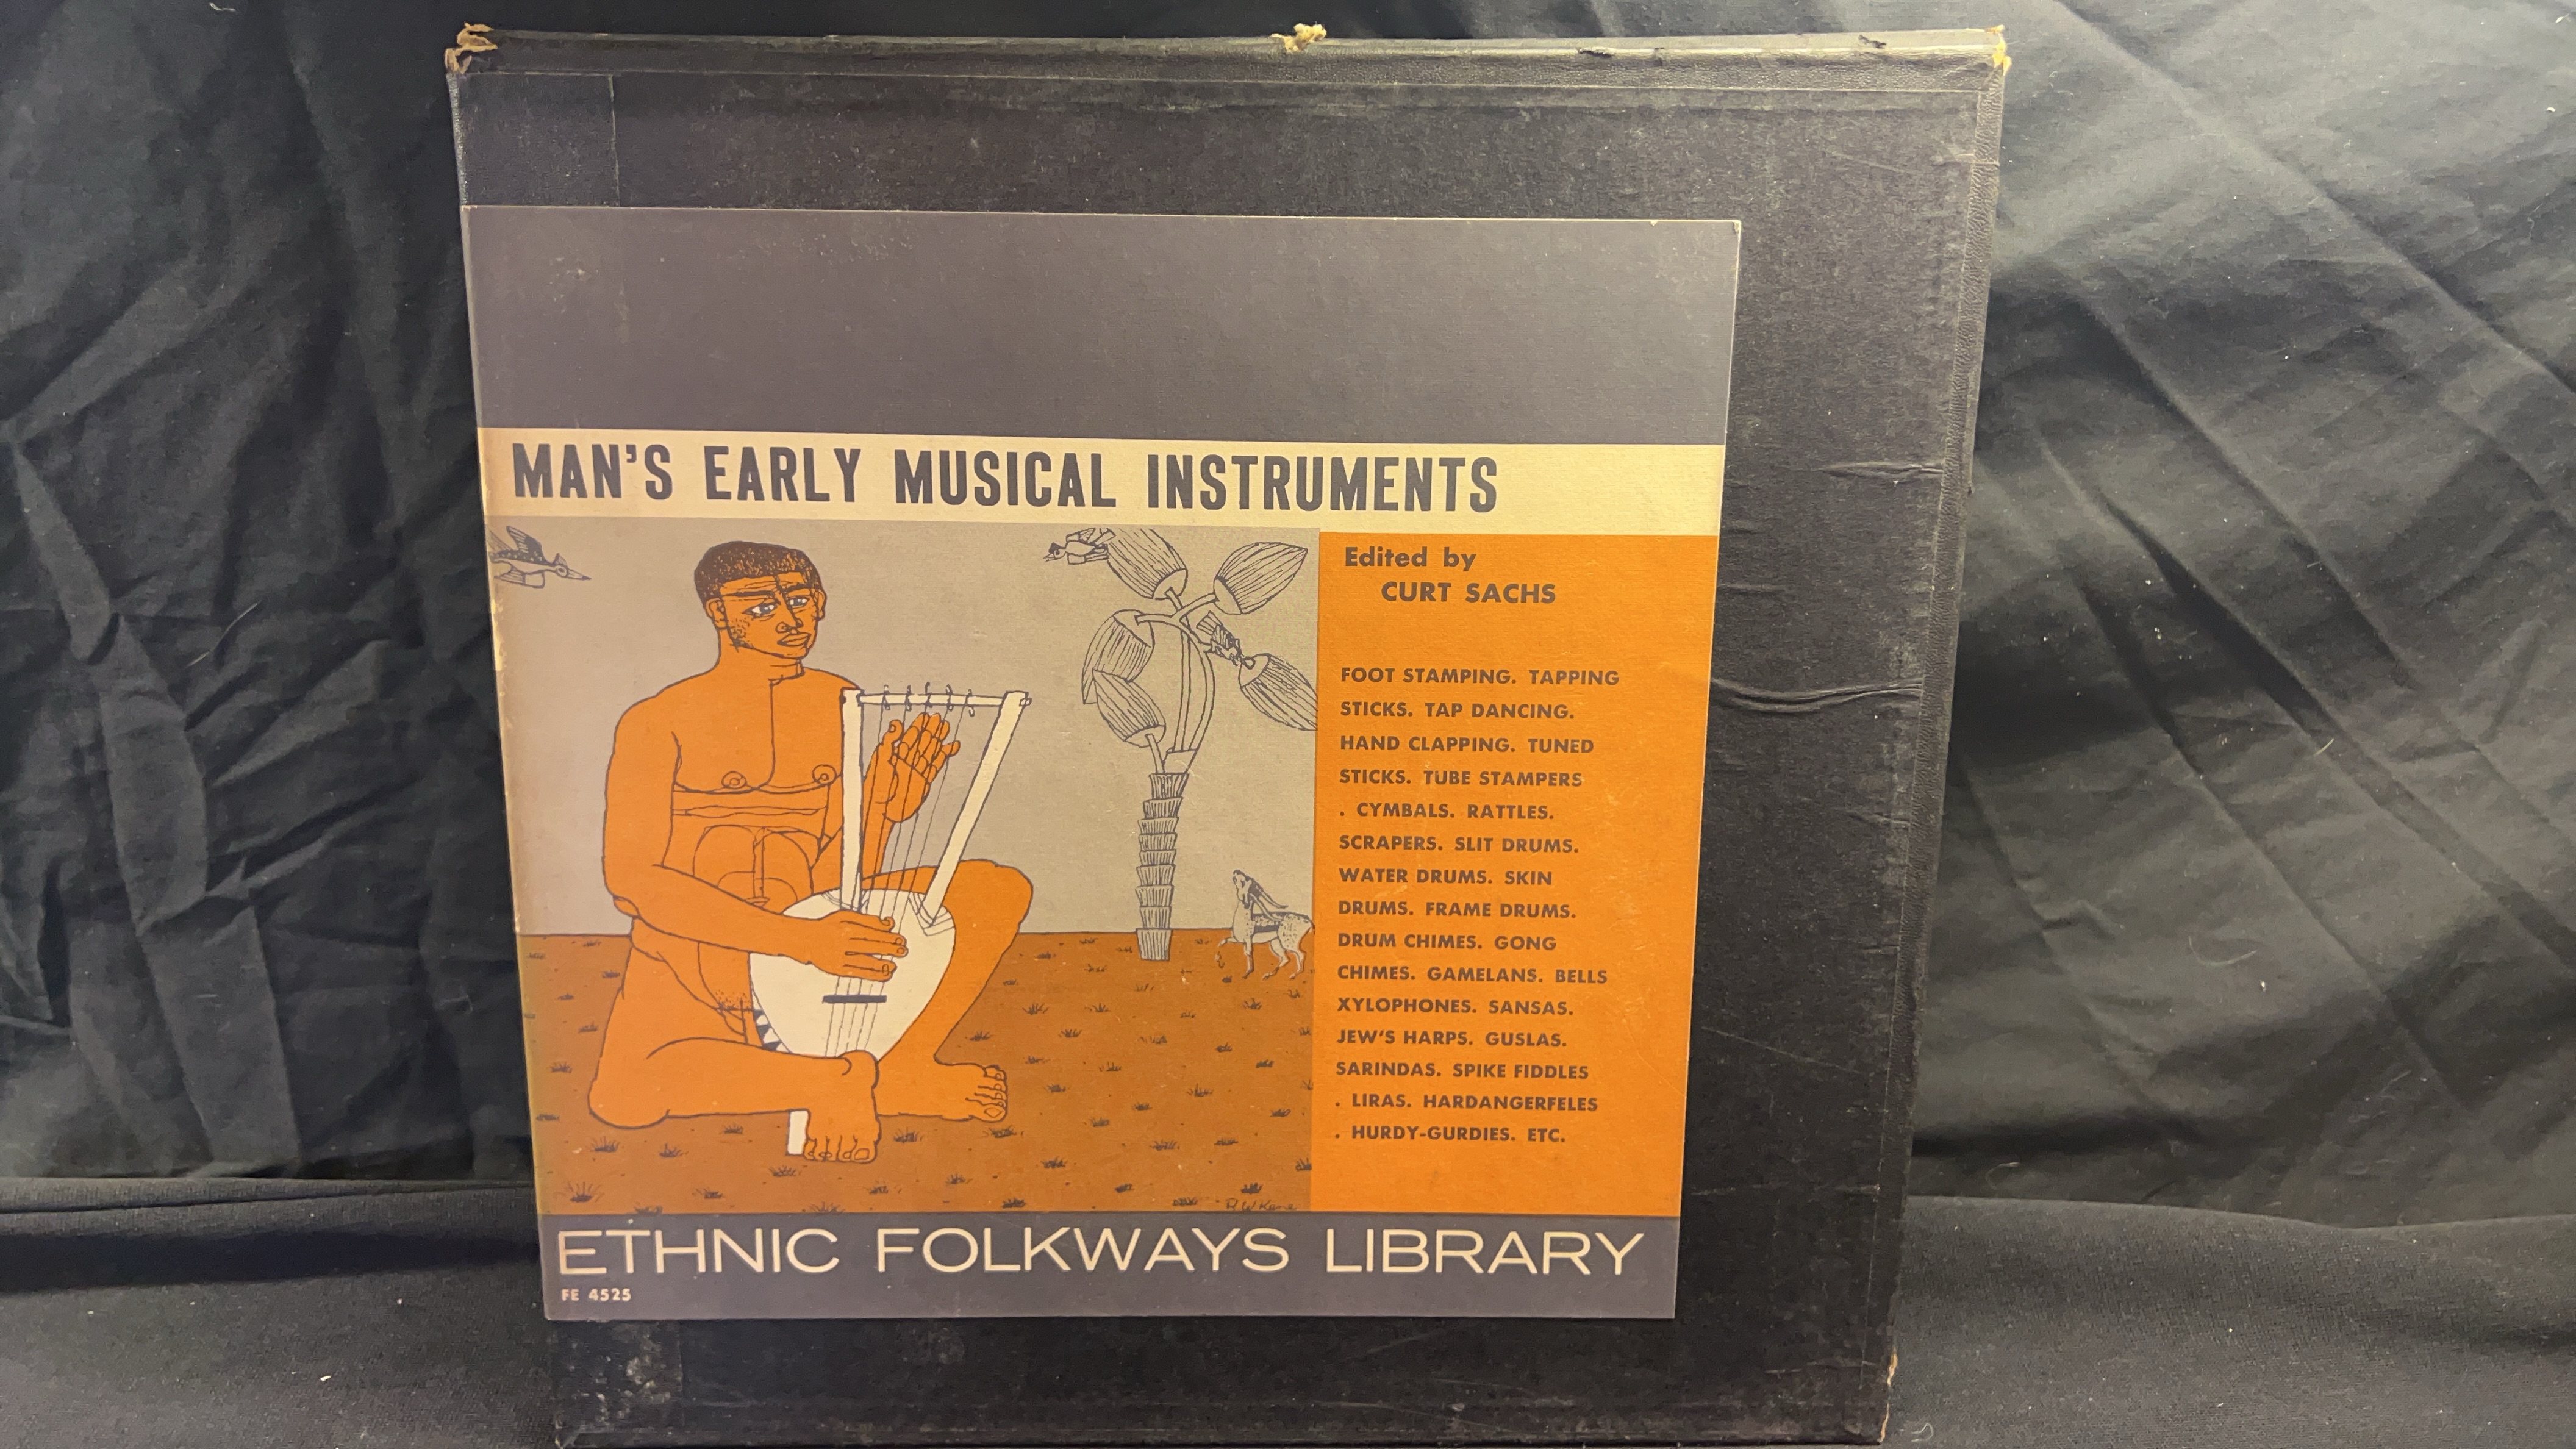 MAN'S EARLY MUSICAL INSTRUMENTS
Edited by
CURT SACHS
FOOT STAMPING. TAPPING
STICKS. TAP DANCING.
HAND CLAPPING. TUNED
STICKS. TUBE STAMPERS
. CYMBALS. RATTLES.
SCRAPERS. SLIT DRUMS.
WATER DRUMS. SKIN
DRUMS. FRAME DRUMS.
DRUM CHIMES. GONG
CHIMES. GAMELANS. BELLS
XYLOPHONES. SANSAS.
JEW'S HARPS. GUSLAS.
SARINDAS. SPIKE FIDDLES
. LIRAS. HARDANGERFELES
. HURDY-GURDIES. ETC.
ETHNIC FOLKWAYS LIBRARY
FE 4525